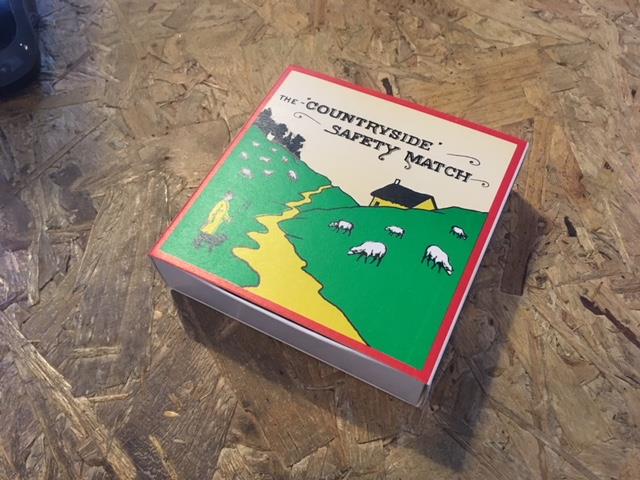 THE "COUNTRYSIDE"
SAFETY MATCH